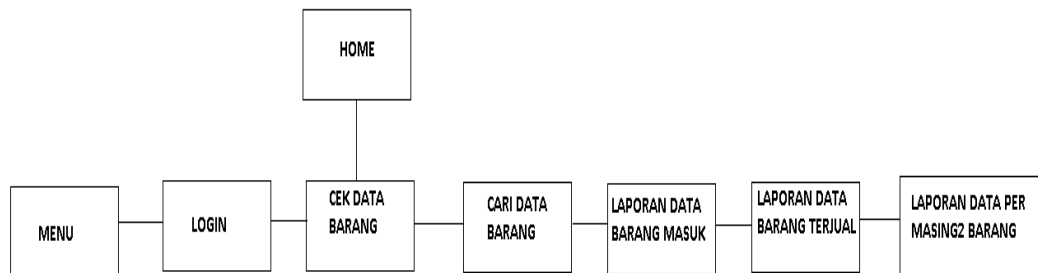 HOME
MENU
LOGIN
CEK DATA
BARANG
CARI DATA
BARANG
LAPORAN DATA
BARANG MASUK
LAPORAN DATA
BARANG TERJUAL
LAPORAN DATA PER
MASING2 BARANG